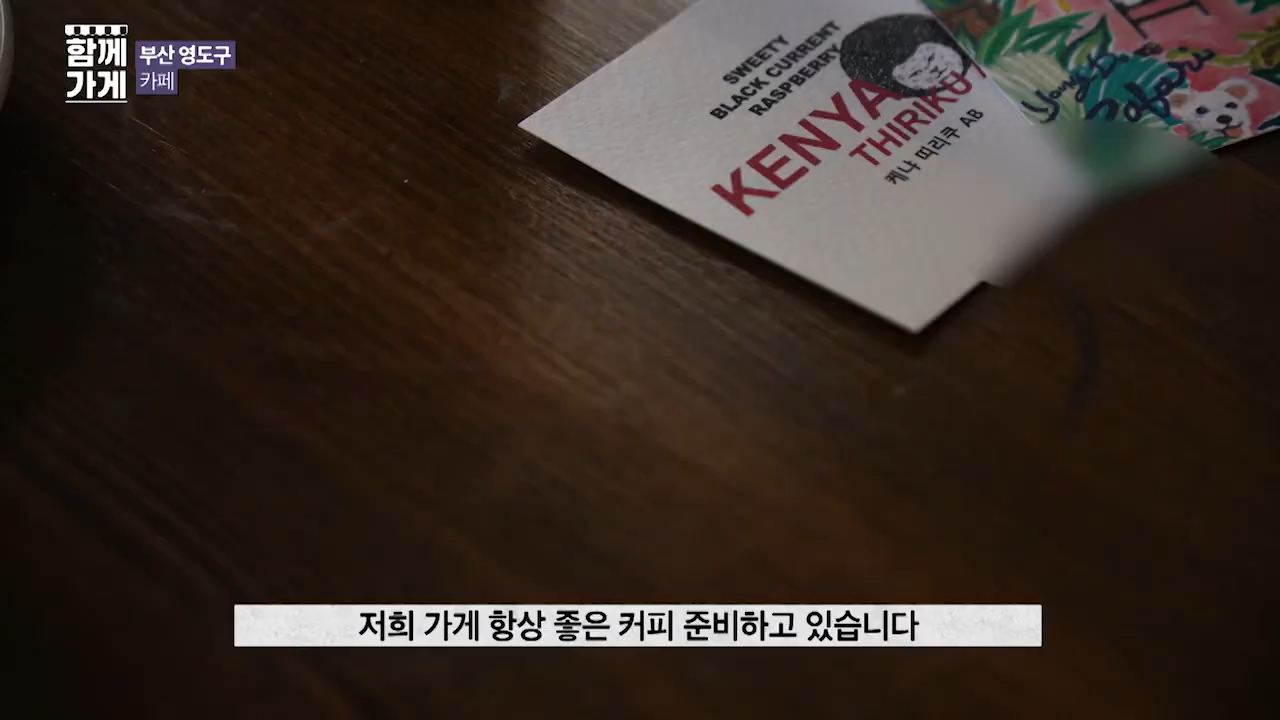 함께
가게
부산 영도구
카페
SWEETY
BLACK CURRENT
RASPBERRY
KENYA
THIRIKU
케냐 띠리쿠 AB
Safari
저희 가게 항상 좋은 커피 준비하고 있습니다